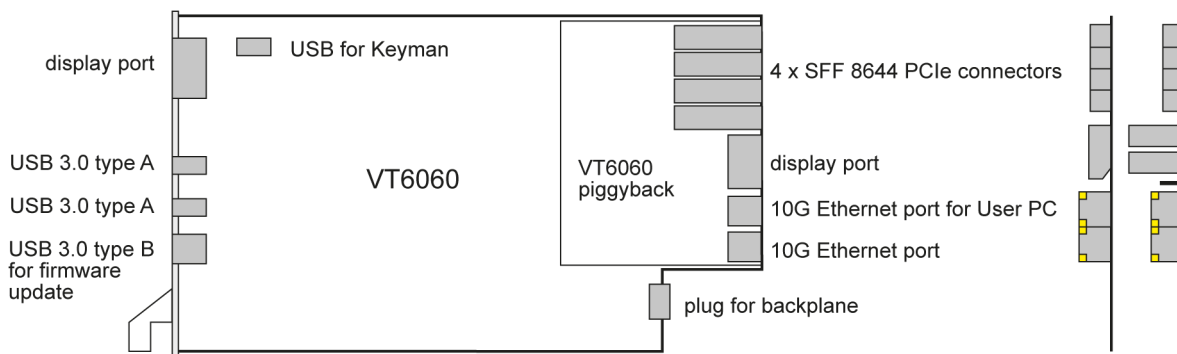 display port
USB for Keyman
USB 3.0 type A
USB 3.0 type A
USB 3.0 type B
for firmware
update
VT6060
VT6060
piggyback
4 x SFF 8644 PCIe connectors
display port
10G Ethernet port for User PC
10G Ethernet port
plug for backplane